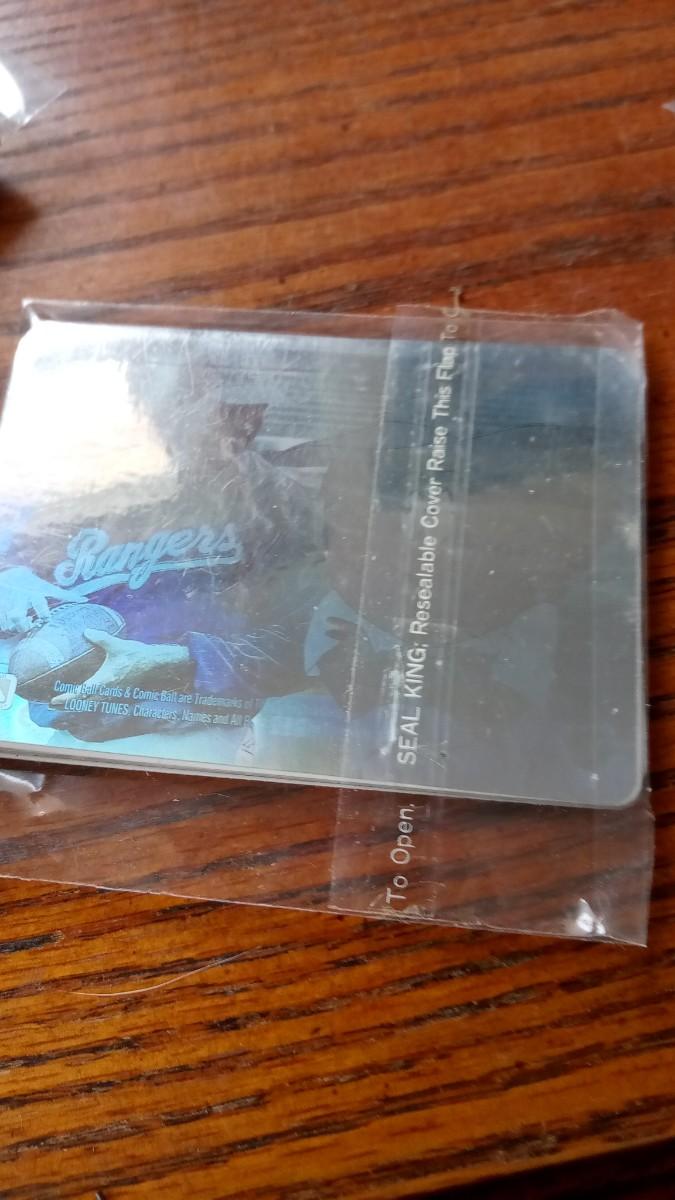 Rangers
Comic Ball Cards & Comic Ball are Trademarks of
LOONEY TUNES, Characters, Names and All
To Open, SEAL KING; Resealable Cover Raise This Flap To